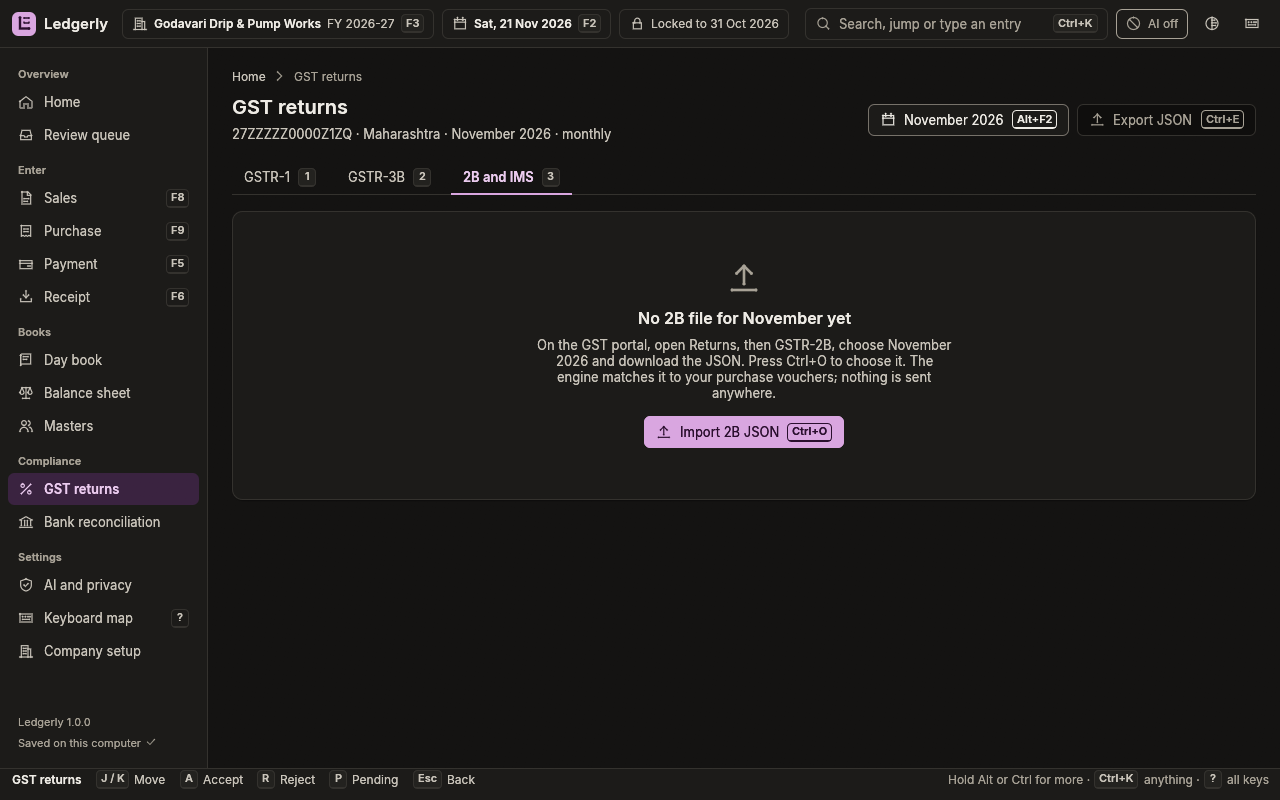 Ledgerly
Godavari Drip & Pump Works FY 2026-27 F3
Sat, 21 Nov 2026 F2
Locked to 31 Oct 2026
Search, jump or type an entry Ctrl+K
AI off
Overview
Home
Review queue
Enter
Sales F8
Purchase F9
Payment F5
Receipt F6
Books
Day book
Balance sheet
Masters
Compliance
GST returns
Bank reconciliation
Settings
AI and privacy
Keyboard map ?
Company setup
Ledgerly 1.0.0
Saved on this computer
Home GST returns
GST returns
27ZZZZZ0000Z1ZQ · Maharashtra · November 2026 · monthly
November 2026 Alt+F2
Export JSON Ctrl+E
GSTR-1 1 GSTR-3B 2 2B and IMS 3
No 2B file for November yet
On the GST portal, open Returns, then GSTR-2B, choose November
2026 and download the JSON. Press Ctrl+O to choose it. The
engine matches it to your purchase vouchers; nothing is sent
anywhere.
Import 2B JSON Ctrl+O
GST returns J / K Move A Accept R Reject P Pending Esc Back
Hold Alt or Ctrl for more · Ctrl+K anything · ? all keys